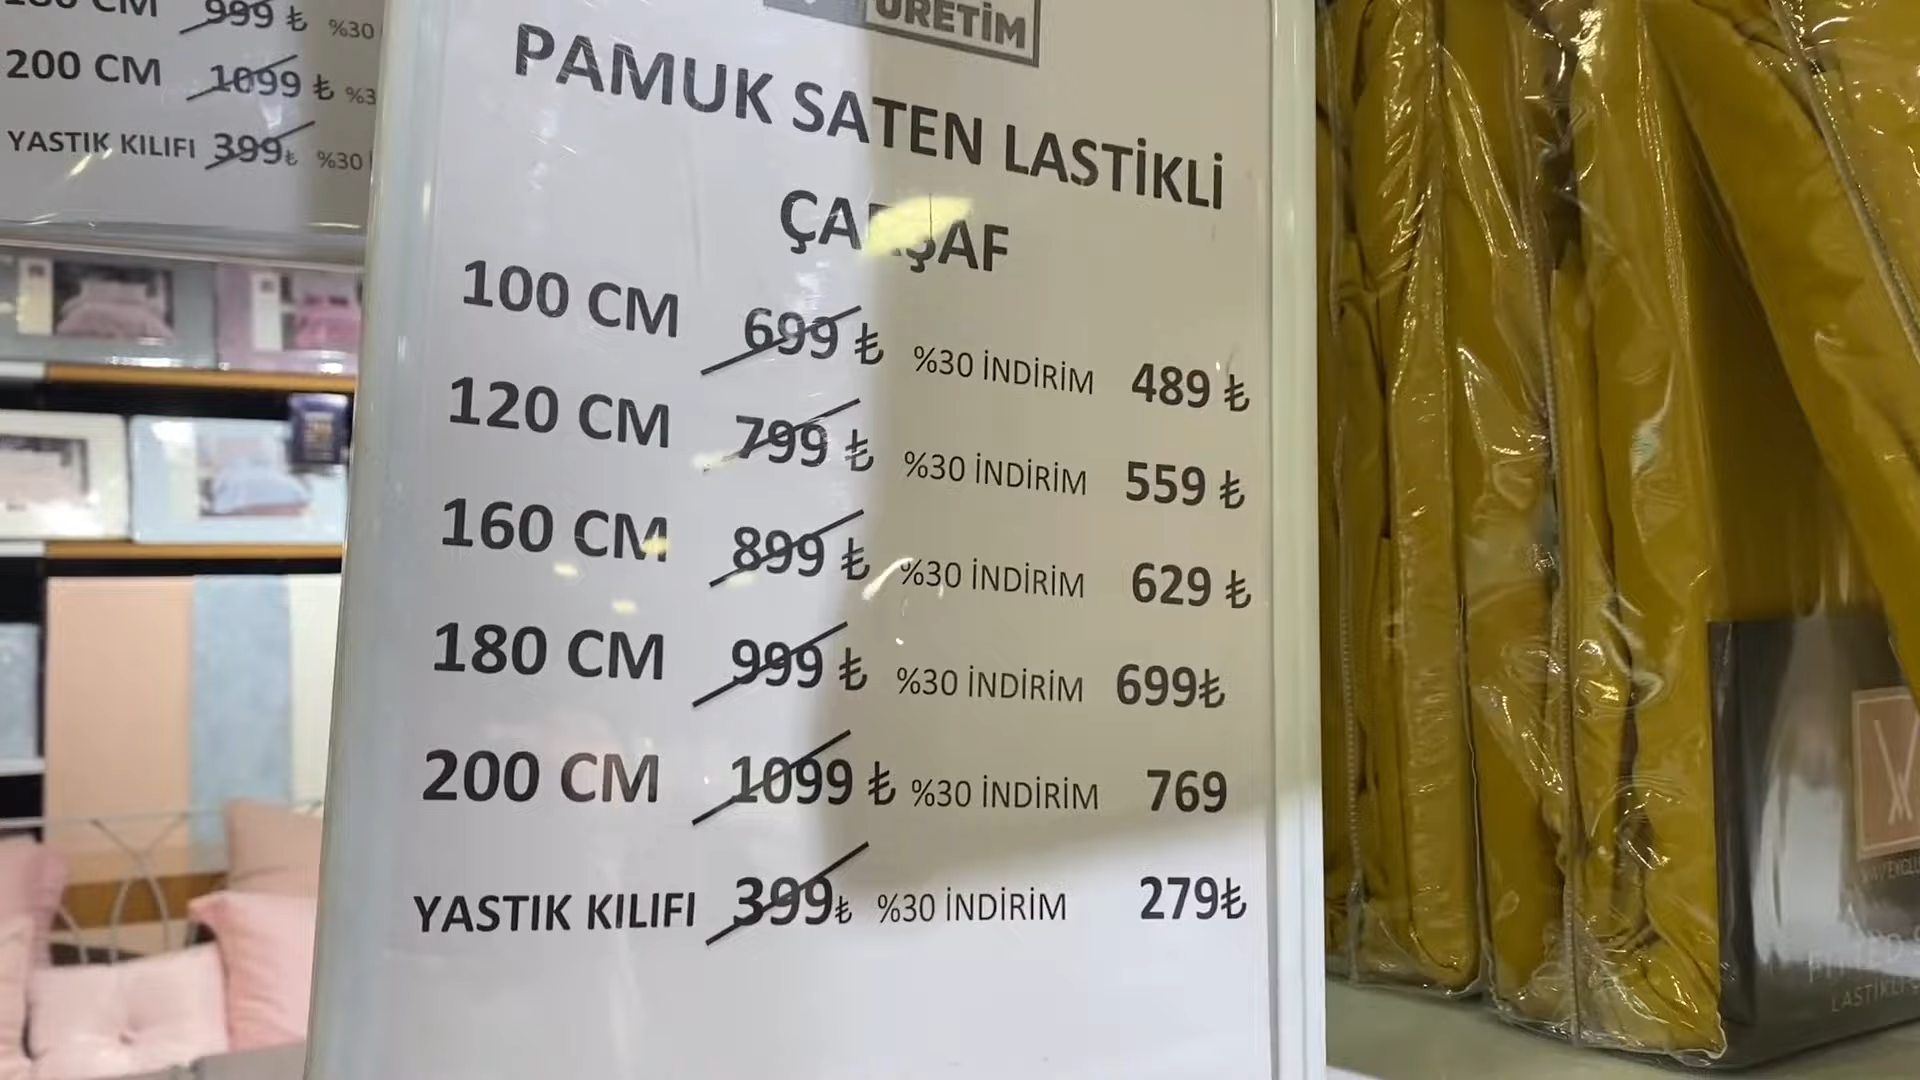 999 ₺ %30
200 CM 1099 ₺ %3
YASTIK KILIFI 399₺ %30
ÜRETİM
PAMUK SATEN LASTİKLİ
ÇARŞAF
100 CM 699 ₺ %30 İNDİRİM 489 ₺
120 CM 799 ₺ %30 İNDİRİM 559 ₺
160 CM 899 ₺ %30 İNDİRİM 629 ₺
180 CM 999 ₺ %30 İNDİRİM 699₺
200 CM 1099 ₺ %30 İNDİRİM 769
YASTIK KILIFI 399₺ %30 İNDİRİM 279₺